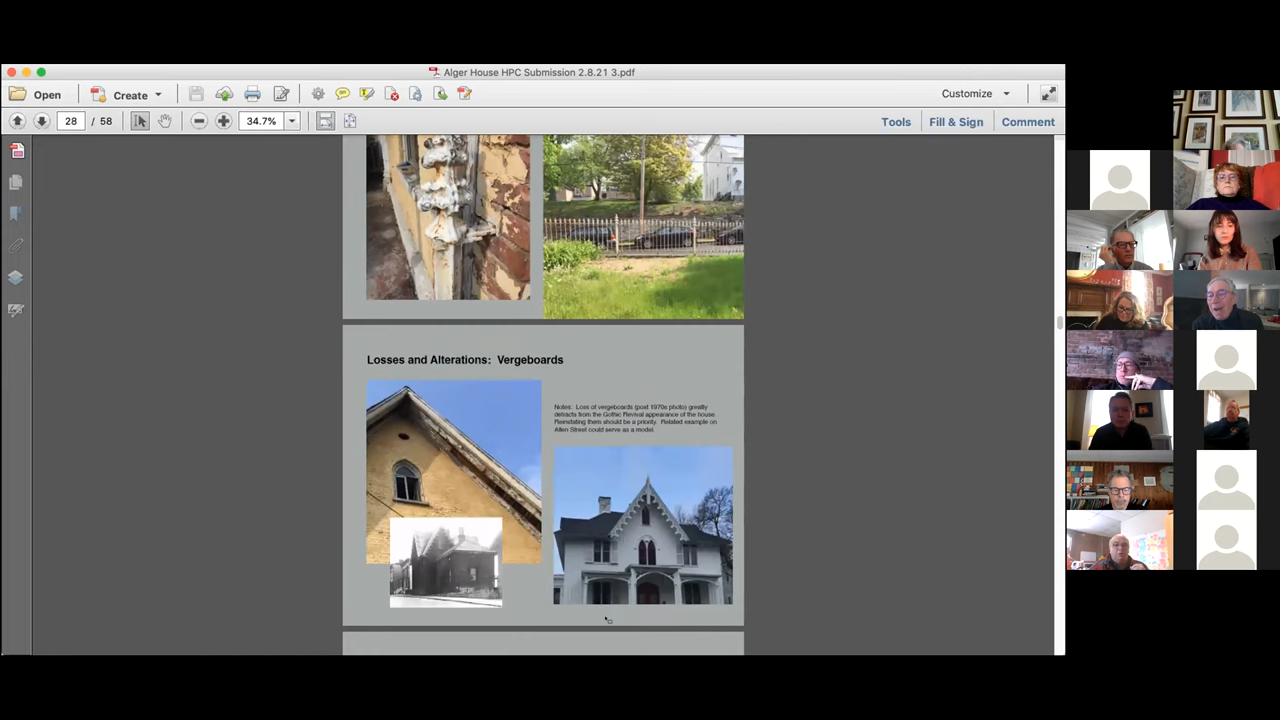 Alger House HPC Submission 2.8.21 3.pdf
Open
Create
Customize
28 / 58
34.7%
Tools
Fill & Sign
Comment
Losses and Alterations: Vergeboards
Notes: Loss of vergeboards (post 1970s photo) greatly
detracts from the Gothic Revival appearance of the house.
Reinstating them should be a priority. Related example on
Allen Street could serve as a model.